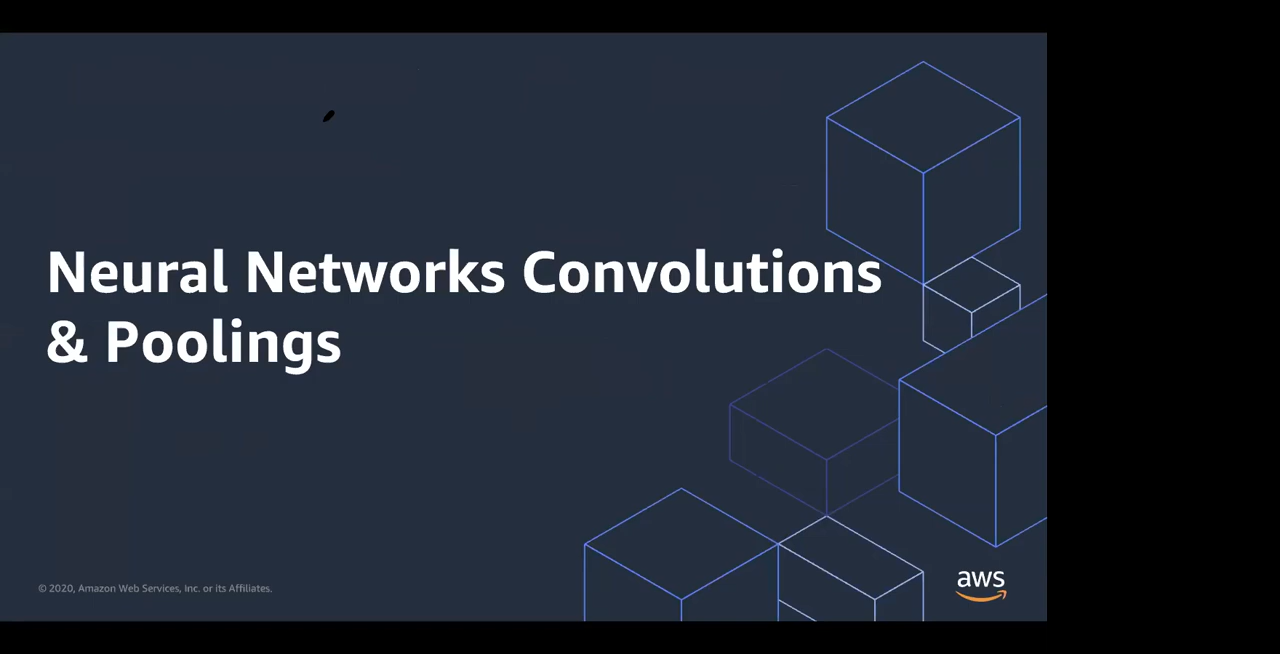 Neural Networks Convolutions
& Poolings
© 2020, Amazon Web Services, Inc. or its Affiliates.
aws